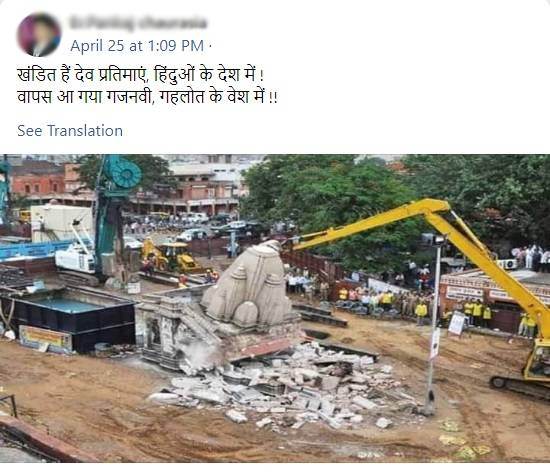 April 25 at 1:09 PM ·
खंडित हैं देव प्रतिमाएं, हिंदुओं के देश में !
वापस आ गया गजनवी, गहलोत के वेश में !!
See Translation